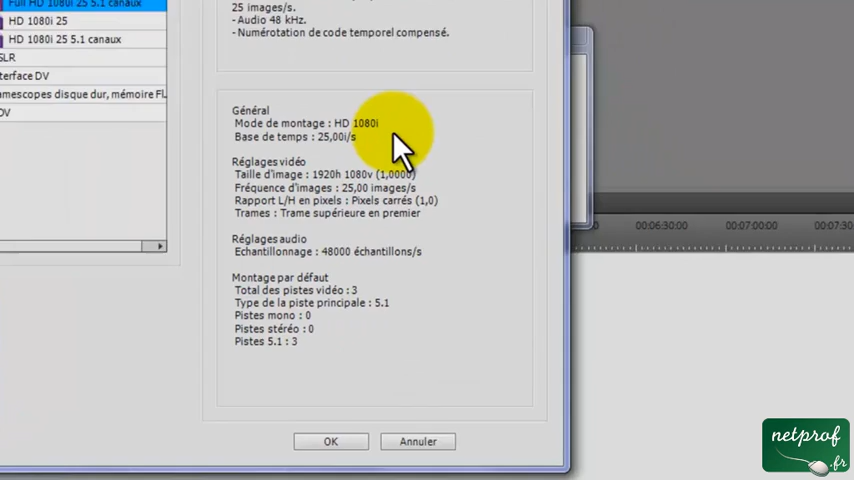 Full HD 1080i 25 5.1 canaux
HD 1080i 25
HD 1080i 25 5.1 canaux
SLR
terface DV
amescopes disque dur, mémoire FL
DV
25 images/s.
- Audio 48 kHz.
- Numérotation de code temporel compensé.
Général
Mode de montage : HD 1080i
Base de temps : 25,00i/s
Réglages vidéo
Taille d'image : 1920h 1080v (1,0000)
Fréquence d'images : 25,00 images/s
Rapport L/H en pixels : Pixels carrés (1,0)
Trames : Trame supérieure en premier
Réglages audio
Echantillonnage : 48000 échantillons/s
Montage par défaut
Total des pistes vidéo : 3
Type de la piste principale : 5.1
Pistes mono : 0
Pistes stéréo : 0
Pistes 5.1 : 3
OK
Annuler
00:06:30:00
00:07:00:00
00:07:30
netprof
.fr